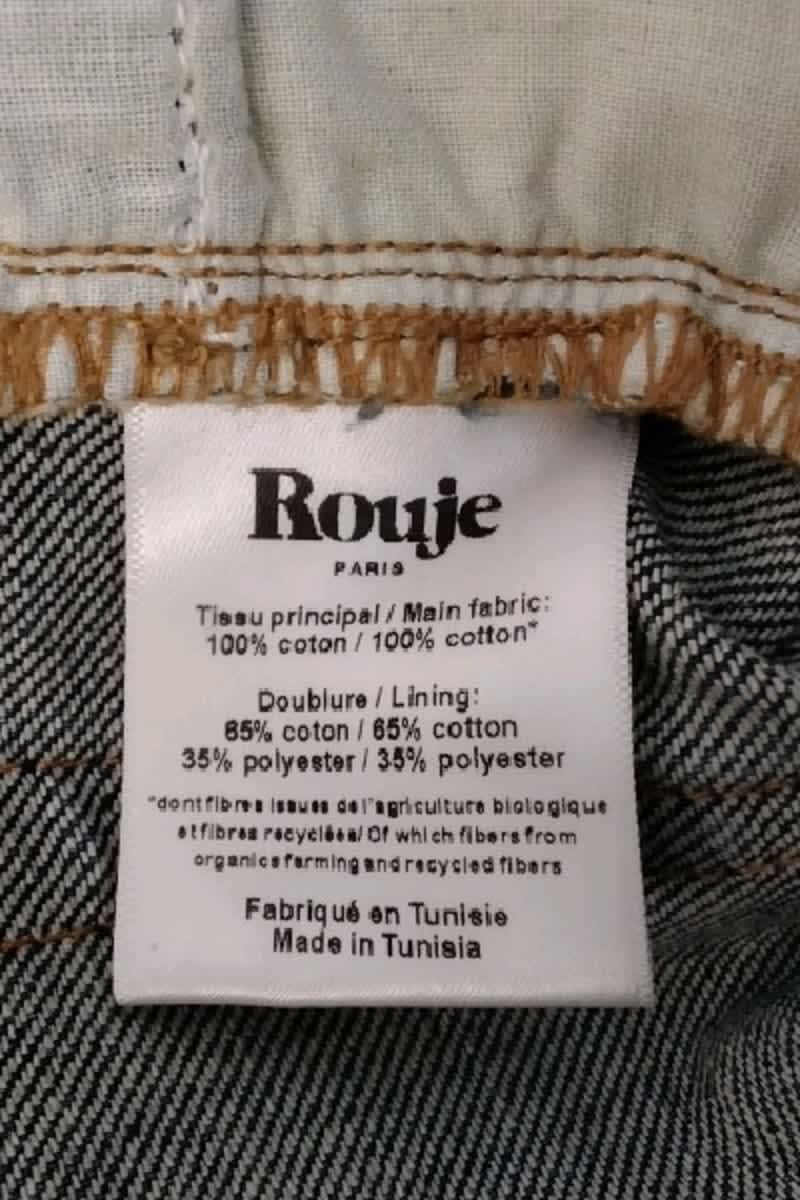 Rouje
PARIS
Tissu principal / Main fabric:
100% coton / 100% cotton*
Doublure / Lining:
65% coton / 65% cotton
35% polyester / 35% polyester
*dont fibres issues de l'agriculture biologique
et fibres recyclées/ Of which fibers from
organics farming and recycled fibers
Fabriqué en Tunisie
Made in Tunisia